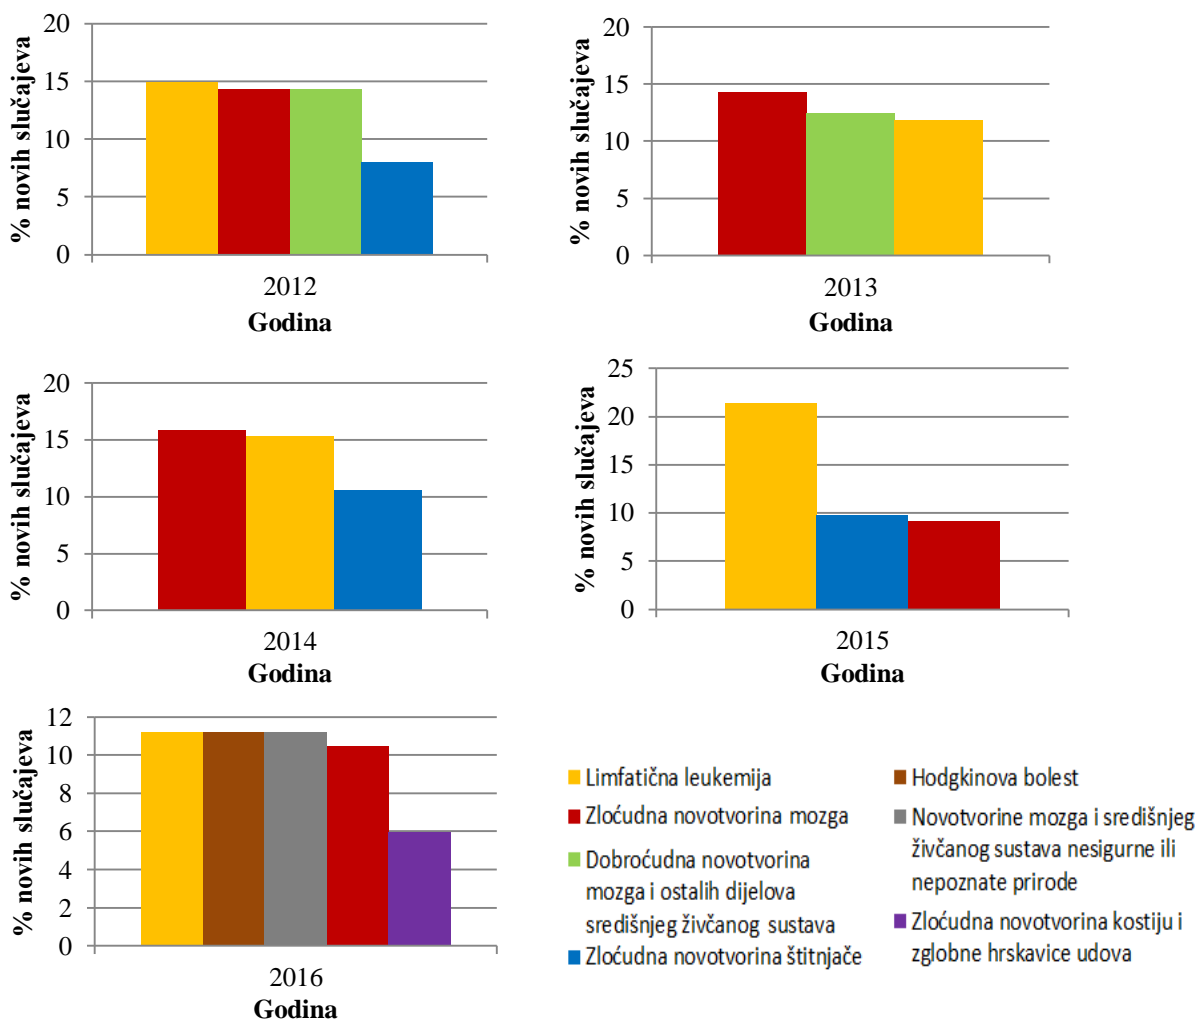 % novih slučajeva
20
15
10
5
0
2012
Godina
% novih slučajeva
20
15
10
5
0
2013
Godina
% novih slučajeva
20
15
10
5
0
2014
Godina
% novih slučajeva
25
20
15
10
5
0
2015
Godina
% novih slučajeva
12
10
8
6
4
2
0
2016
Godina
Limfatična leukemija
Zloćudna novotvorina mozga
Dobroćudna novotvorina
mozga i ostalih dijelova
središnjeg živčanog sustava
Zloćudna novotvorina štitnjače
Hodgkinova bolest
Novotvorine mozga i središnjeg
živčanog sustava nesigurne ili
nepoznate prirode
Zloćudna novotvorina kostiju i
zglobne hrskavice udova